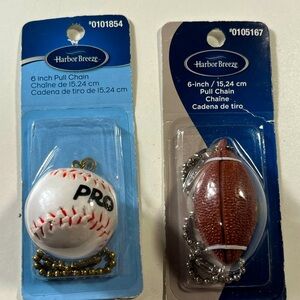 *0101854
Harbor Breeze
6 inch Pull Chain
Chaîne de 15,24 cm
Cadena de tiro de 15,24 cm
PRO
*0105167
Harbor Breeze
6-inch / 15,24 cm
Pull Chain
Chaîne
Cadena de tiro